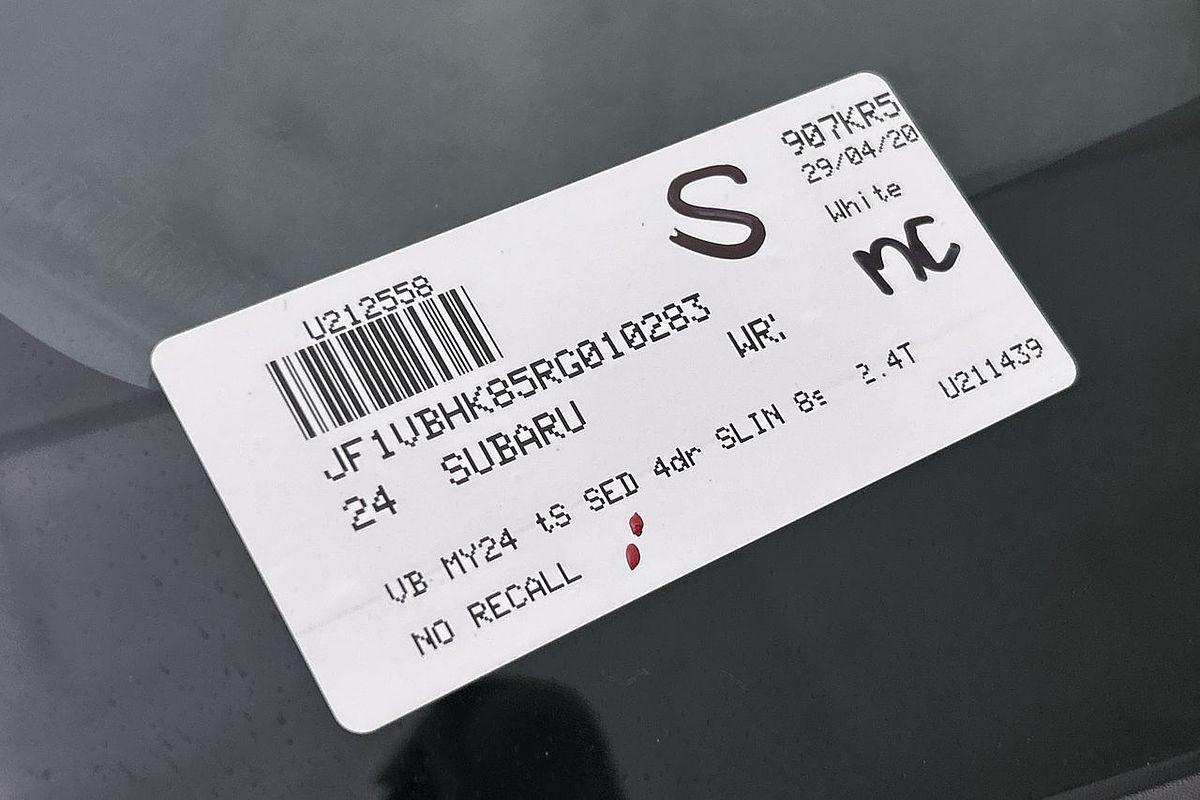 907KR5
29/04/20
White
S
mc
U212558
JF1VBHK85RG010283
24 SUBARU WR
VB MY24 tS SED 4dr SLIN 8s 2.4T
NO RECALL
U211439